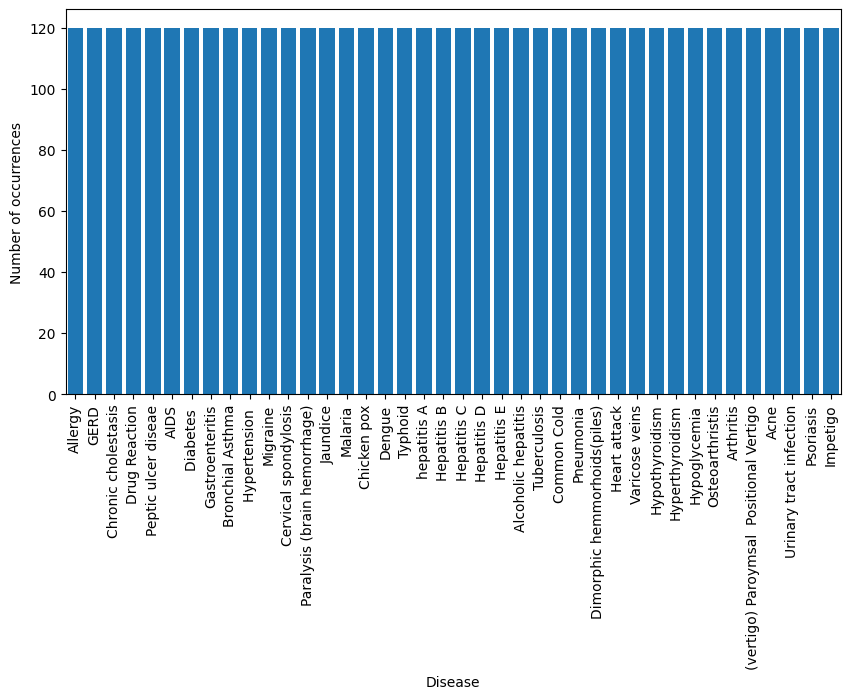 120
100
80
60
40
20
0
Number of occurrences
Allergy
GERD
Chronic cholestasis
Drug Reaction
Peptic ulcer diseae
AIDS
Diabetes
Gastroenteritis
Bronchial Asthma
Hypertension
Migraine
Cervical spondylosis
Paralysis (brain hemorrhage)
Jaundice
Malaria
Chicken pox
Dengue
Typhoid
hepatitis A
Hepatitis B
Hepatitis C
Hepatitis D
Hepatitis E
Alcoholic hepatitis
Tuberculosis
Common Cold
Pneumonia
Dimorphic hemmorhoids(piles)
Heart attack
Varicose veins
Hypothyroidism
Hyperthyroidism
Hypoglycemia
Osteoarthristis
Arthritis
(vertigo) Paroymsal  Positional Vertigo
Acne
Urinary tract infection
Psoriasis
Impetigo
Disease